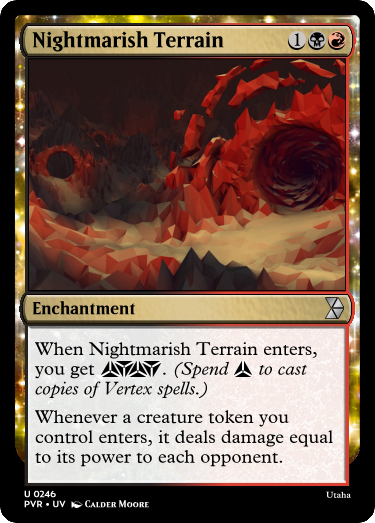 Nightmarish Terrain 1
Enchantment
When Nightmarish Terrain enters,
you get . (Spend to cast
copies of Vertex spells.)
Whenever a creature token you
control enters, it deals damage equal
to its power to each opponent.
U 0246
PVR • UV Calder Moore
Utaha